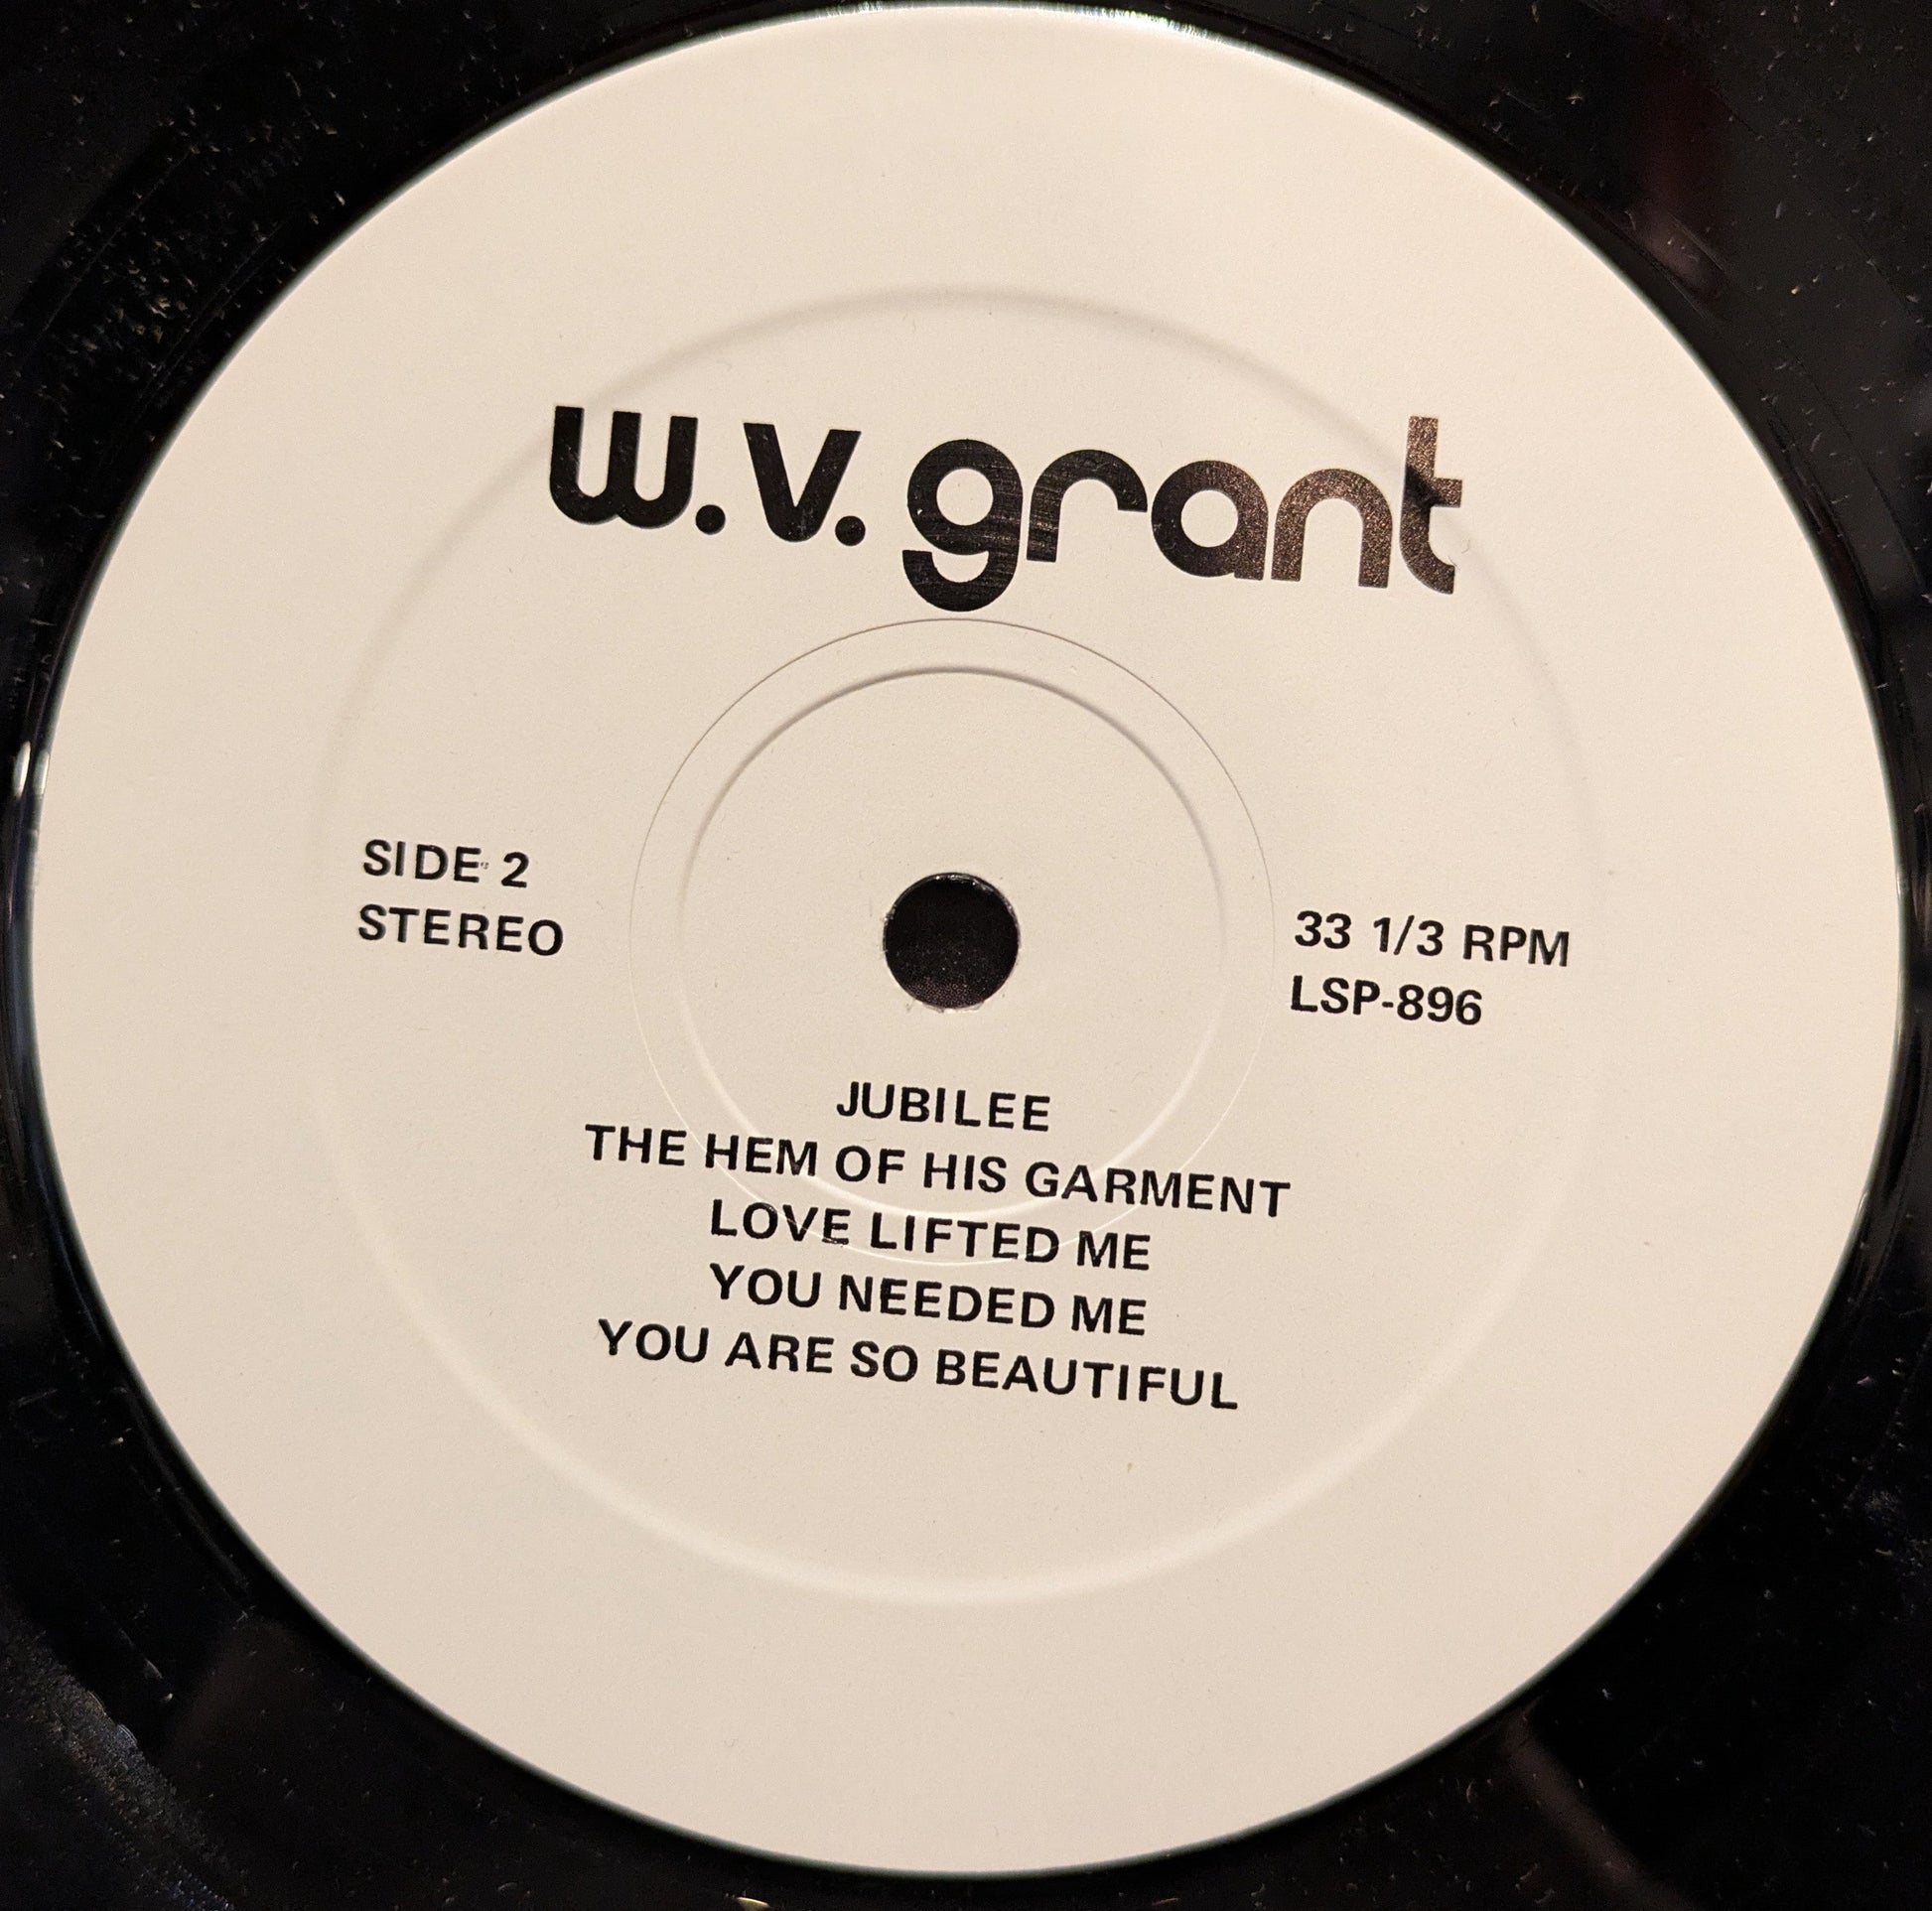 w.v. grant
SIDE 2
STEREO
33 1/3 RPM
LSP-896
JUBILEE
THE HEM OF HIS GARMENT
LOVE LIFTED ME
YOU NEEDED ME
YOU ARE SO BEAUTIFUL